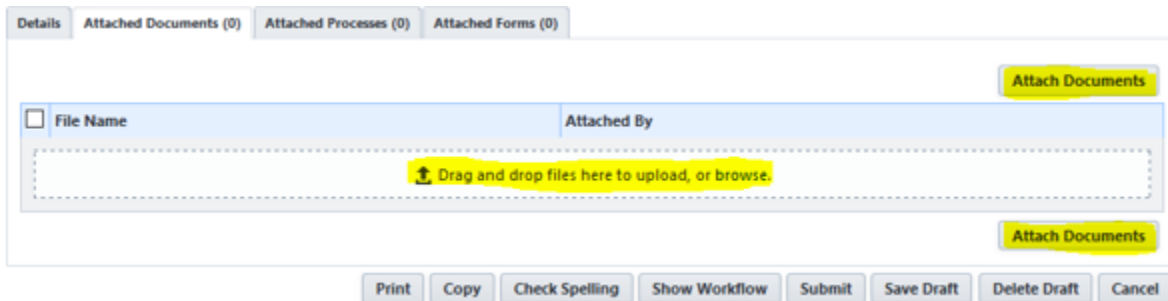 Details Attached Documents (0) Attached Processes (0) Attached Forms (0)
Attach Documents
File Name Attached By
Drag and drop files here to upload, or browse.
Attach Documents
Print Copy Check Spelling Show Workflow Submit Save Draft Delete Draft Cancel